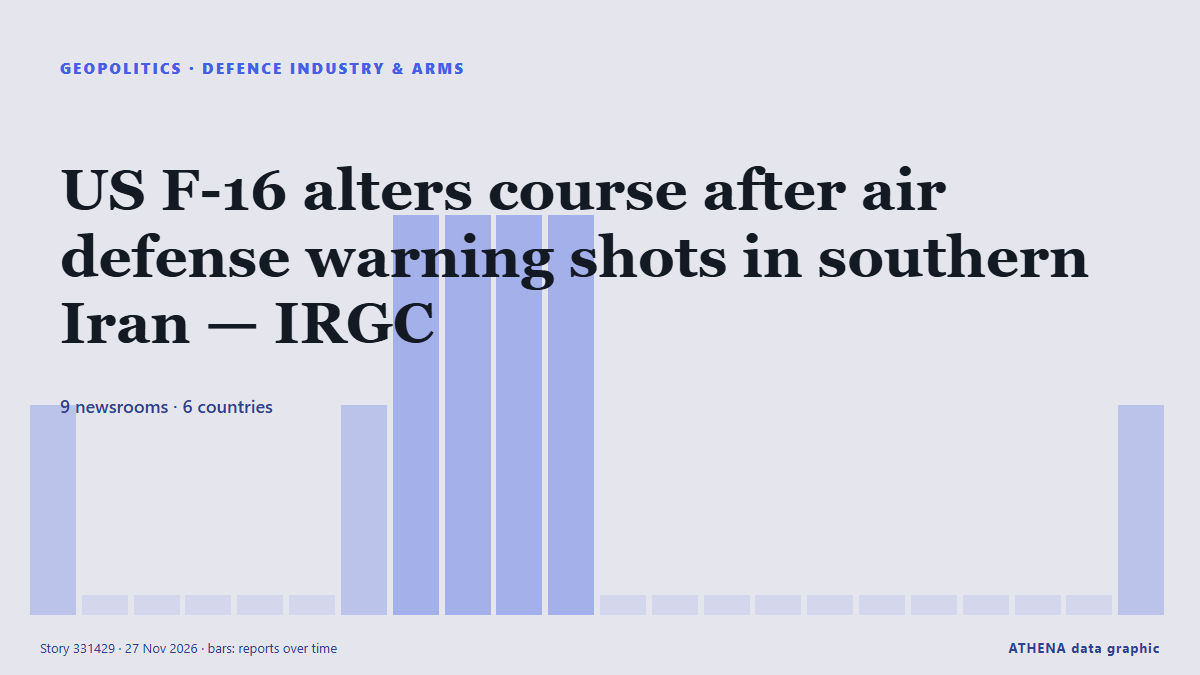 GEOPOLITICS · DEFENCE INDUSTRY & ARMS
US F-16 alters course after air
defense warning shots in southern
Iran — IRGC
9 newsrooms · 6 countries
Story 331429 · 27 Nov 2026 · bars: reports over time
ATHENA data graphic